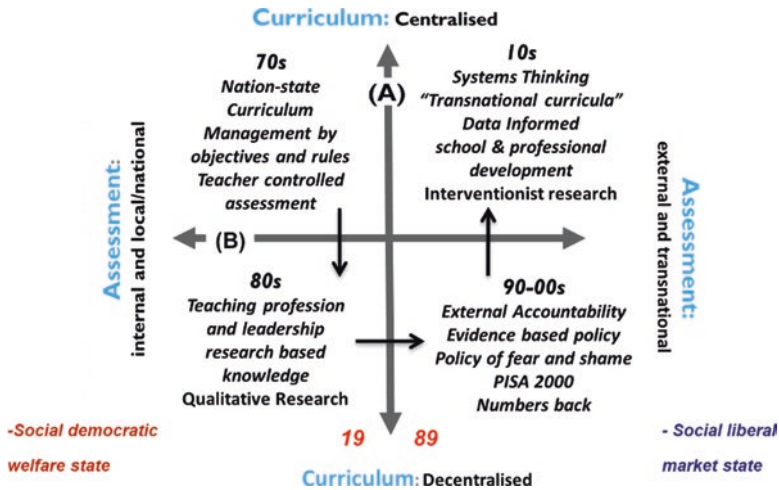 Curriculum: Centralised
70s
Nation-state
Curriculum
Management by
objectives and rules
Teacher controlled
assessment
(A)
10s
Systems Thinking
“Transnational curricula”
Data Informed
school & professional
development
Interventionist research
Assessment:
internal and local/national
(B)
Assessment:
external and transnational
80s
Teaching profession
and leadership
research based
knowledge
Qualitative Research
90-00s
External Accountability
Evidence based policy
Policy of fear and shame
PISA 2000
Numbers back
-Social democratic
welfare state
19 89
- Social liberal
market state
Curriculum: Decentralised